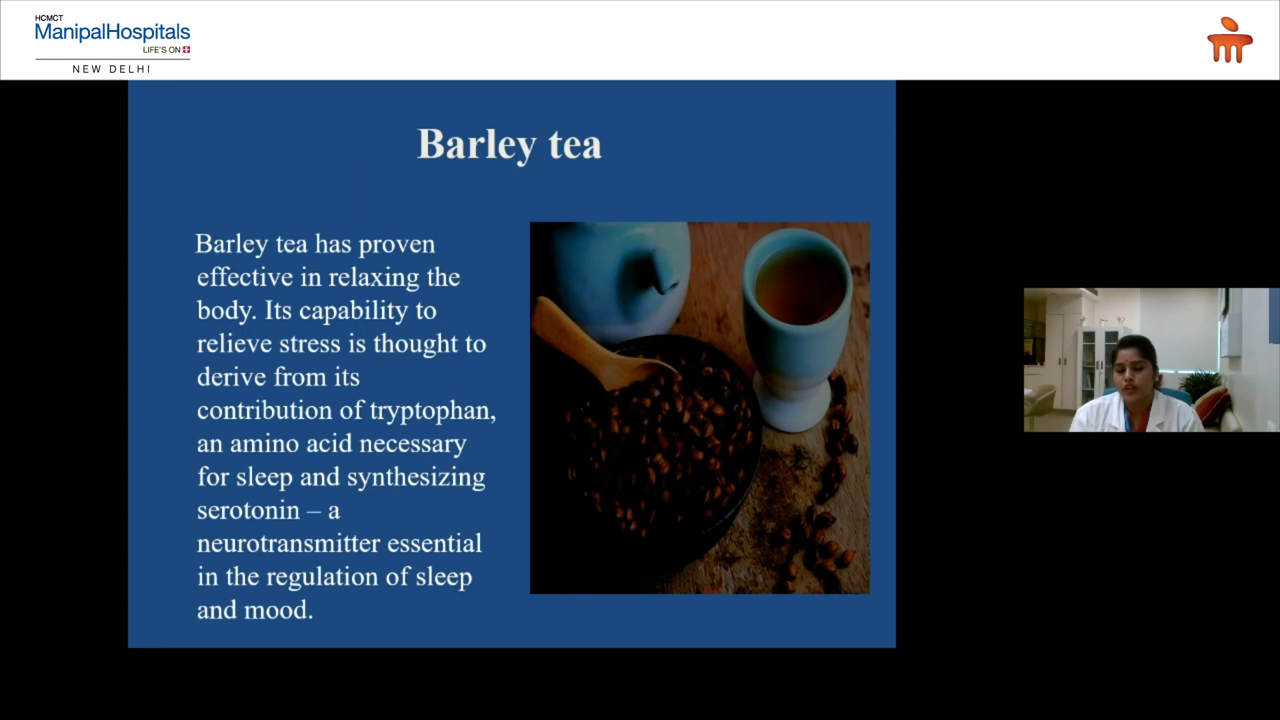 HCMCT
ManipalHospitals
LIFE'S ON
NEW DELHI
Barley tea
Barley tea has proven
effective in relaxing the
body. Its capability to
relieve stress is thought to
derive from its
contribution of tryptophan,
an amino acid necessary
for sleep and synthesizing
serotonin – a
neurotransmitter essential
in the regulation of sleep
and mood.